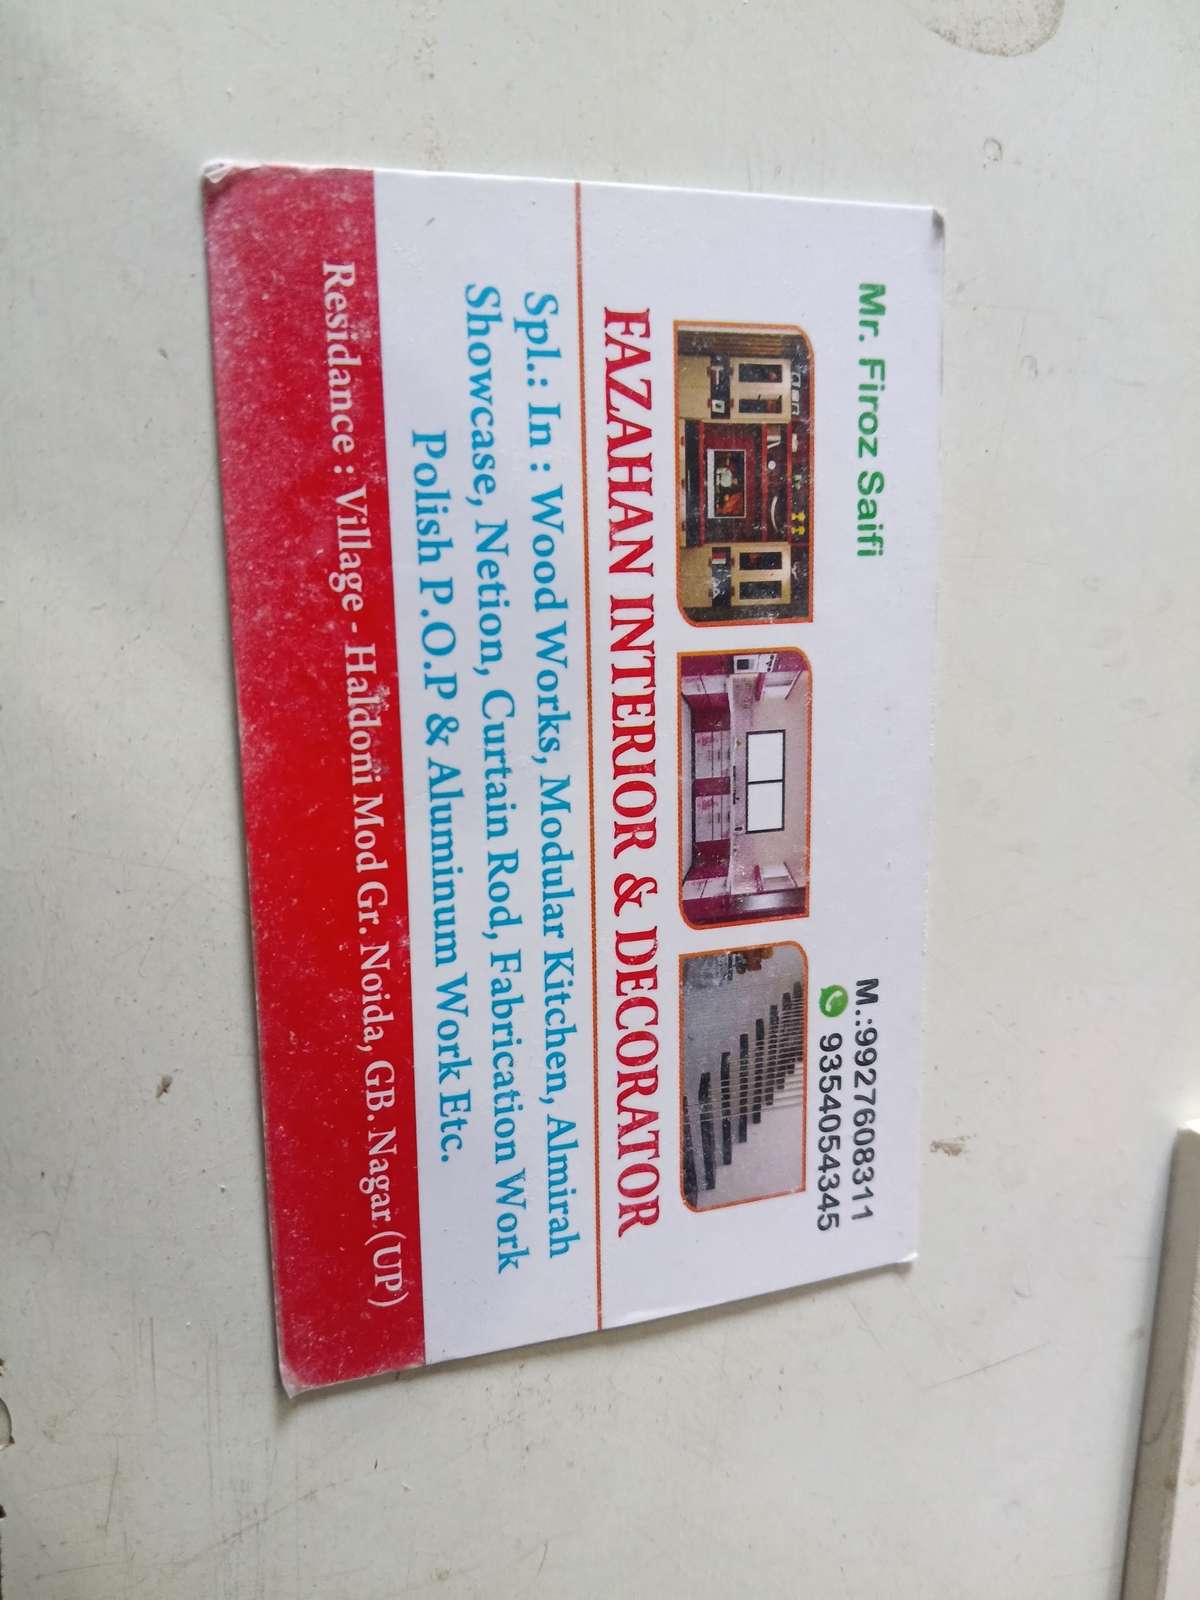 Mr. Firoz Saifi
M.:9927608311
9354054345
FAZAHAN INTERIOR & DECORATOR
Spl.: In : Wood Works, Modular Kitchen, Almirah
Showcase, Netion, Curtain Rod, Fabrication Work
Polish P.O.P & Aluminum Work Etc.
Residance : Village - Haldoni Mod Gr. Noida, GB. Nagar (UP)